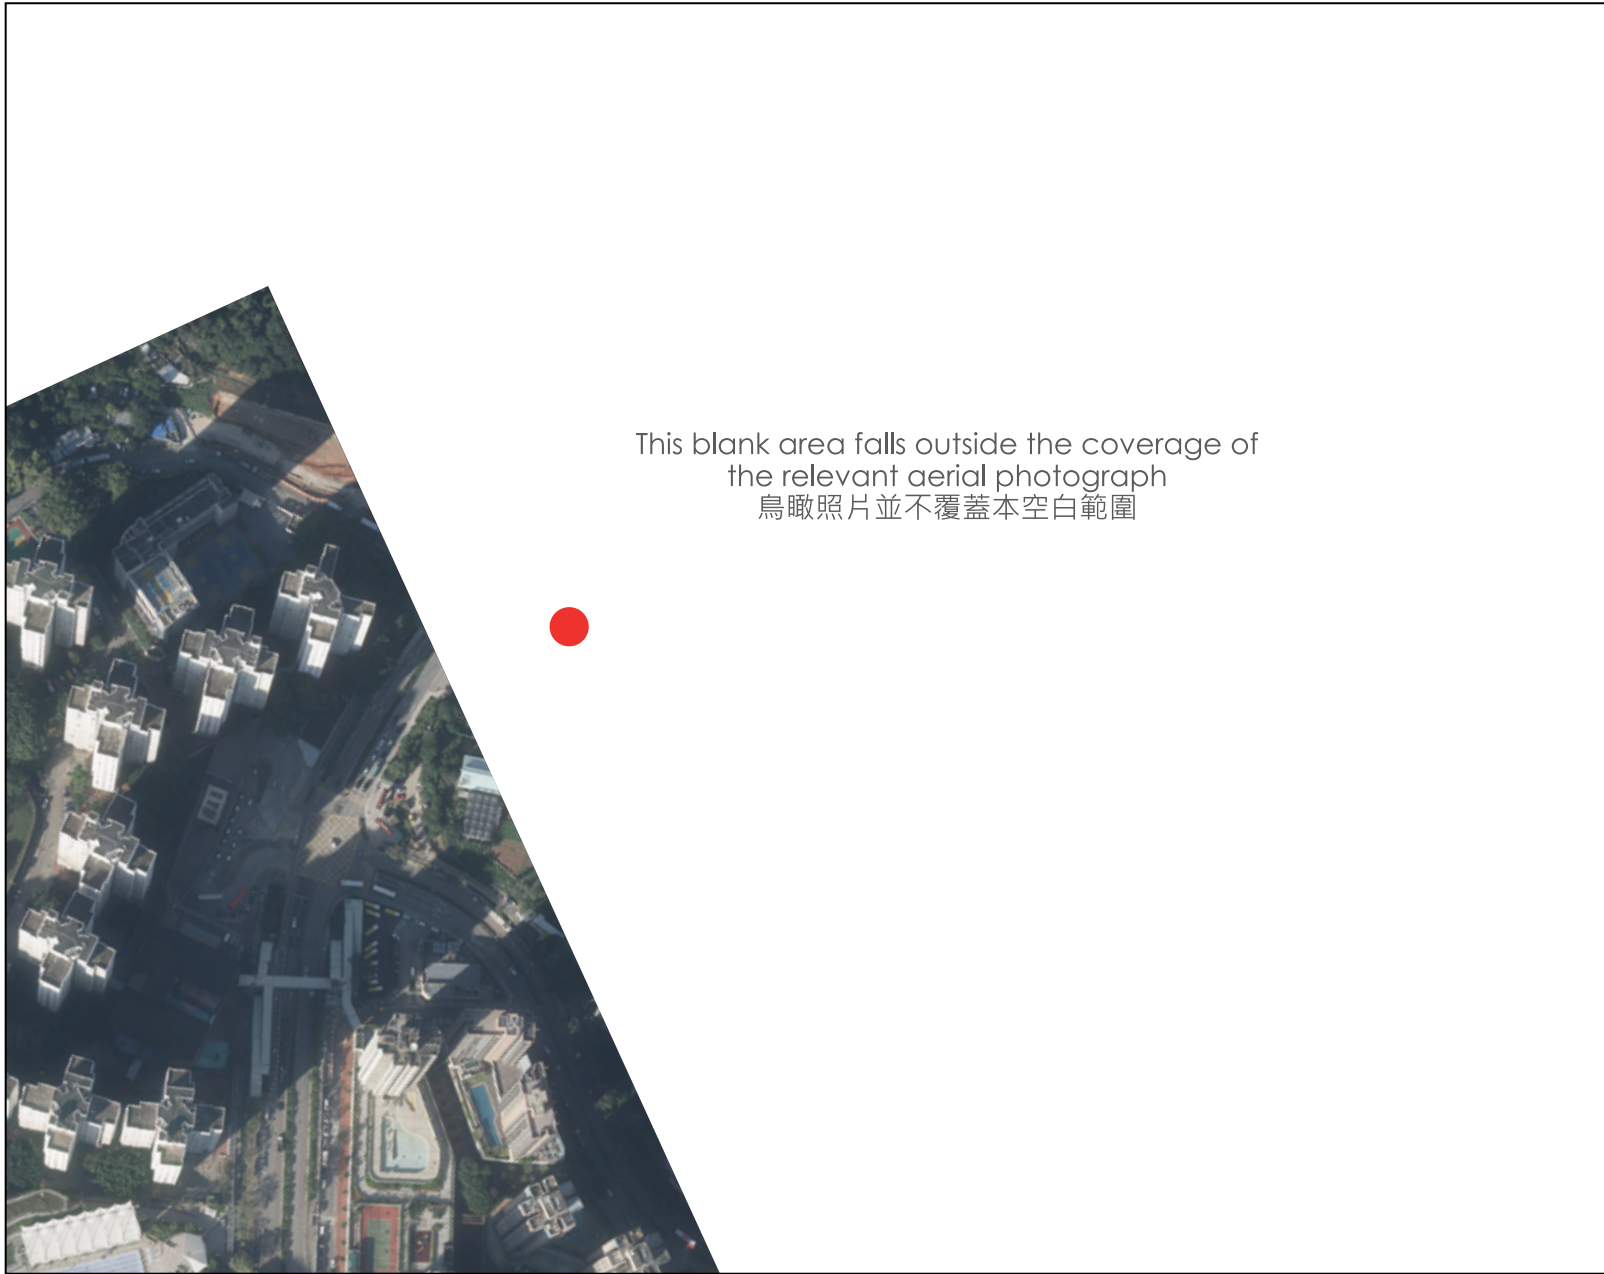 This blank area falls outside the coverage of
the relevant aerial photograph
鳥瞰照片並不覆蓋本空白範圍